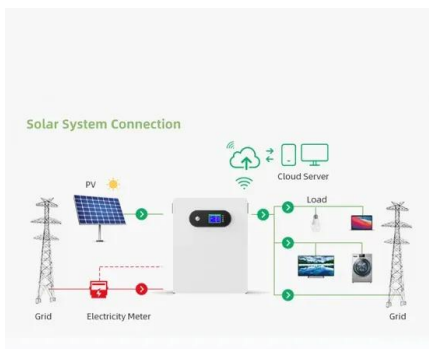 Solar System Connection
PV
Cloud Server
Load
Grid
Electricity Meter
Grid